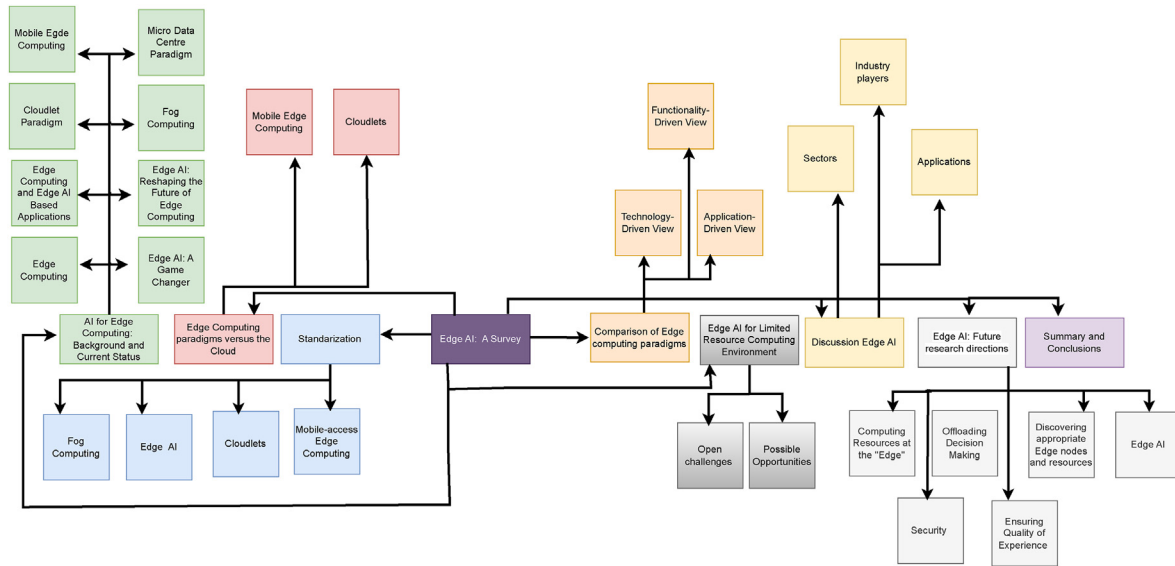 Mobile Egde
Computing
Micro Data
Centre
Paradigm
Cloudlet
Paradigm
Fog
Computing
Edge
Computing
and Edge AI
Based
Applications
Edge AI:
Reshaping the
Future of
Edge
Computing
Edge
Computing
Edge AI: A
Game
Changer
Mobile Edge
Computing
Cloudlets
Functionality-
Driven View
Technology-
Driven View
Application-
Driven View
Industry
players
Sectors
Applications
AI for Edge
Computing:
Background and
Current Status
Edge Computing
paradigms versus the
Cloud
Standarization
Edge AI: A Survey
Comparison of Edge
computing paradigms
Edge AI for Limited
Resource Computing
Environment
Discussion Edge AI
Edge AI: Future
research directions
Summary and
Conclusions
Fog
Computing
Edge AI
Cloudlets
Mobile-access
Edge
Computing
Open
challenges
Possible
Opportunities
Computing
Resources at
the "Edge"
Offloading
Decision
Making
Discovering
appropriate
Edge nodes
and resources
Edge AI
Security
Ensuring
Quality of
Experience